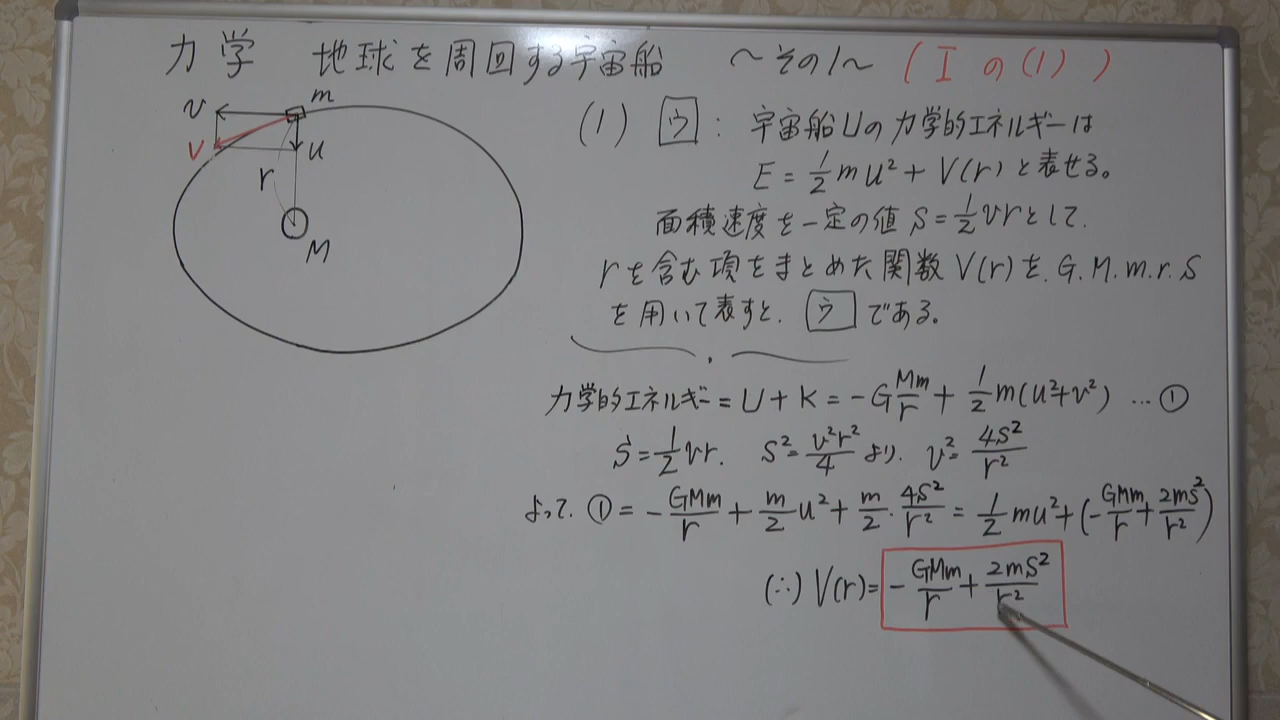 力学 地球を周回する宇宙船 ～その1～ (Iの(1))
v m
V u
r
M
(1) ウ: 宇宙船Uの力学的エネルギーは
E = 1/2 mu² + V(r) と表せる。
面積速度を一定の値 S = 1/2 vr として.
rを含む項をまとめた関数 V(r)を. G. M. m. r. S
を用いて表すと. ウ である。
力学的エネルギー = U + K = -G Mm/r + 1/2 m(u²+v²) … ①
S = 1/2 vr. S² = v²r²/4 より. v² = 4S²/r²
よって. ① = - GMm/r + m/2 u² + m/2 · 4S²/r² = 1/2 mu² + (- GMm/r + 2mS²/r²)
(∴) V(r) = - GMm/r + 2mS²/r²